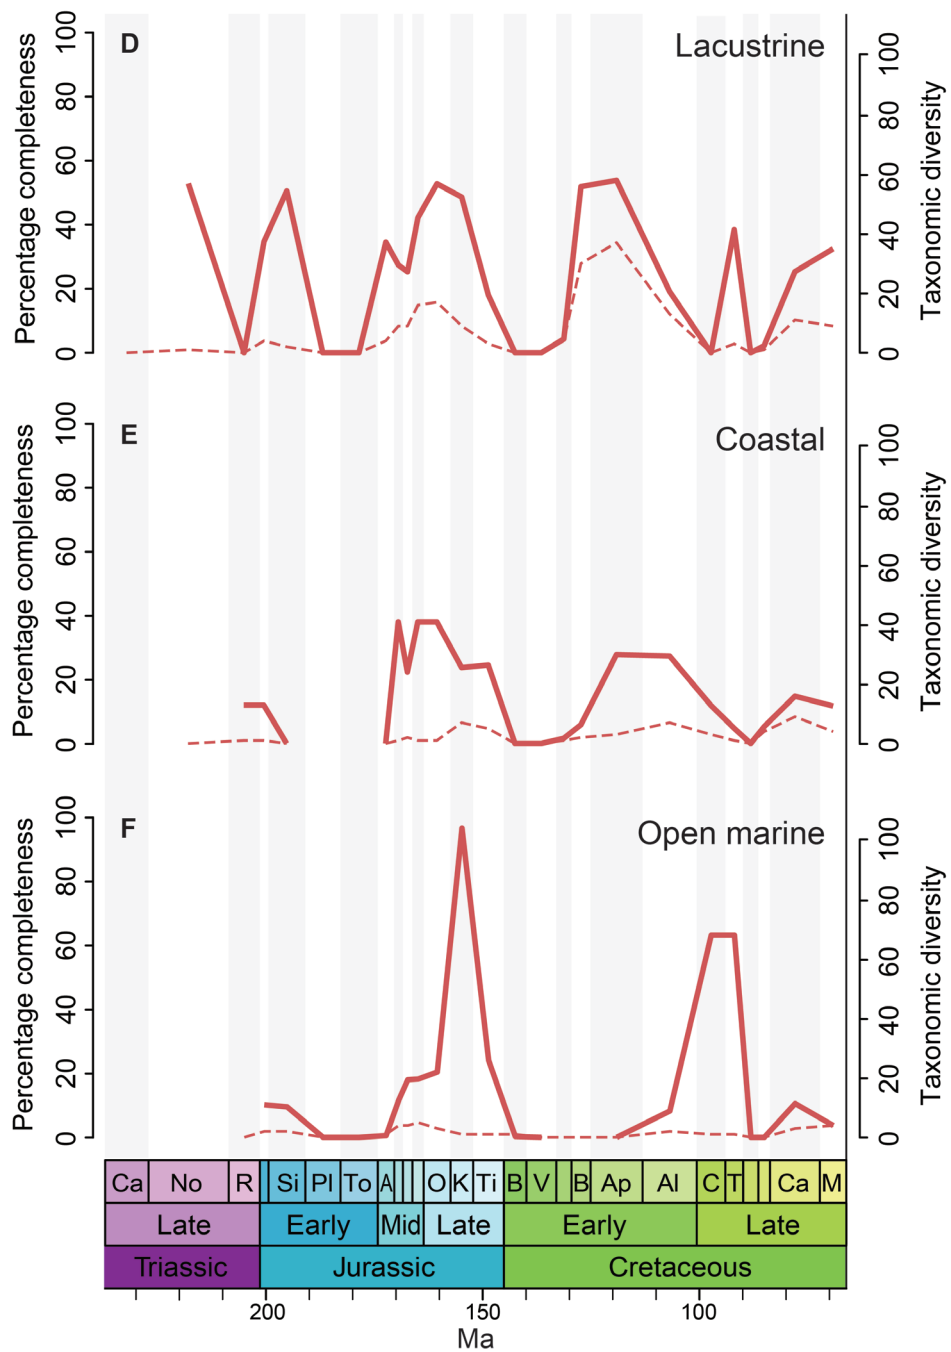 D
Lacustrine
Percentage completeness
0 20 40 60 80 100
Taxonomic diversity
0 20 40 60 80 100
E
Coastal
Percentage completeness
0 20 40 60 80 100
Taxonomic diversity
0 20 40 60 80 100
F
Open marine
Percentage completeness
0 20 40 60 80 100
Taxonomic diversity
0 20 40 60 80 100
Ca No R Si Pl To A O K Ti B V B Ap Al C T Ca M
Late Early Mid Late Early Late
Triassic Jurassic Cretaceous
200 150 100
Ma